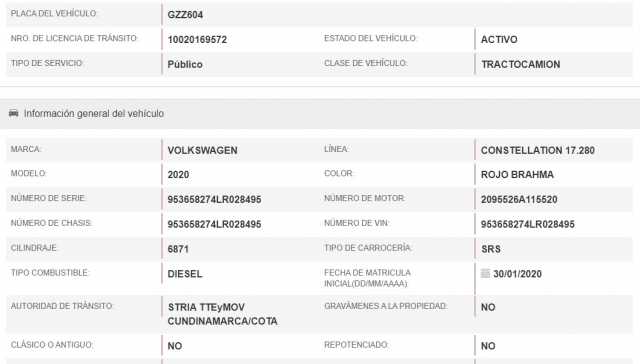 PLACA DEL VEHÍCULO: GZZ604
NRO. DE LICENCIA DE TRÁNSITO: 10020169572 ESTADO DEL VEHÍCULO: ACTIVO
TIPO DE SERVICIO: Público CLASE DE VEHÍCULO: TRACTOCAMION
Información general del vehículo
MARCA: VOLKSWAGEN LÍNEA: CONSTELLATION 17.280
MODELO: 2020 COLOR: ROJO BRAHMA
NÚMERO DE SERIE: 953658274LR028495 NÚMERO DE MOTOR: 2095526A115520
NÚMERO DE CHASIS: 953658274LR028495 NÚMERO DE VIN: 953658274LR028495
CILINDRAJE: 6871 TIPO DE CARROCERÍA: SRS
TIPO COMBUSTIBLE: DIESEL FECHA DE MATRICULA INICIAL(DD/MM/AAAA): 30/01/2020
AUTORIDAD DE TRÁNSITO: STRIA TTEyMOV CUNDINAMARCA/COTA GRAVÁMENES A LA PROPIEDAD: NO
CLÁSICO O ANTIGUO: NO REPOTENCIADO: NO